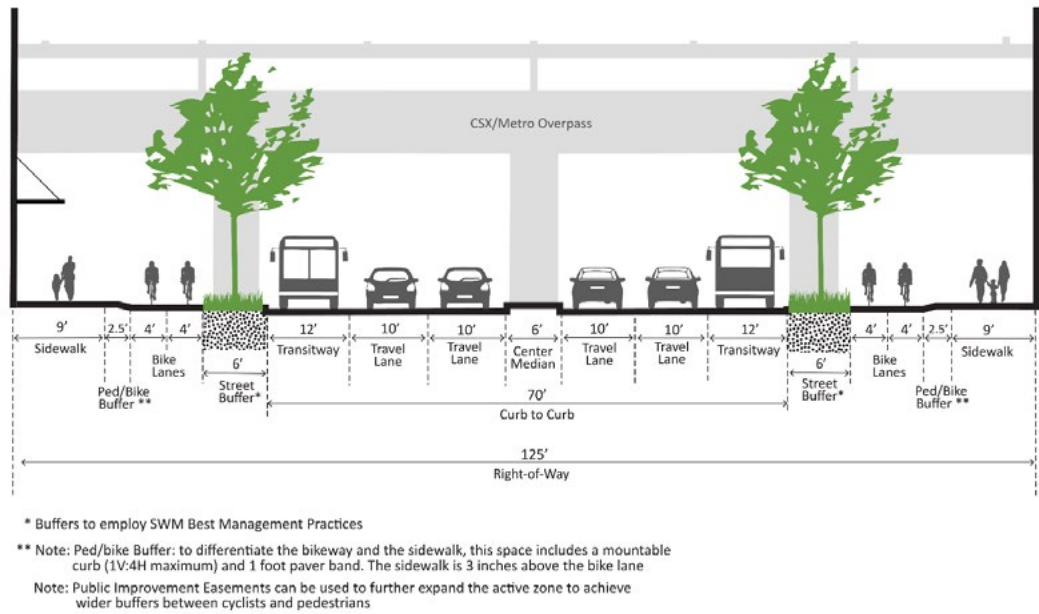 CSX/Metro Overpass
9’ 2.5’ 4’ 4’ 12’ 10’ 10’ 6’ 10’ 10’ 12’ 4’ 4’ 2.5’ 9’
Sidewalk
Bike
Lanes
Transitway
Travel
Lane
Travel
Lane
Center
Median
Travel
Lane
Travel
Lane
Transitway
Bike
Lanes
Sidewalk
6’
6’
Ped/Bike
Buffer **
Street
Buffer*
Street
Buffer*
Ped/Bike
Buffer **
70’
Curb to Curb
125’
Right-of-Way
* Buffers to employ SWM Best Management Practices
** Note: Ped/bike Buffer: to differentiate the bikeway and the sidewalk, this space includes a mountable
curb (1V:4H maximum) and 1 foot paver band. The sidewalk is 3 inches above the bike lane
Note: Public Improvement Easements can be used to further expand the active zone to achieve
wider buffers between cyclists and pedestrians